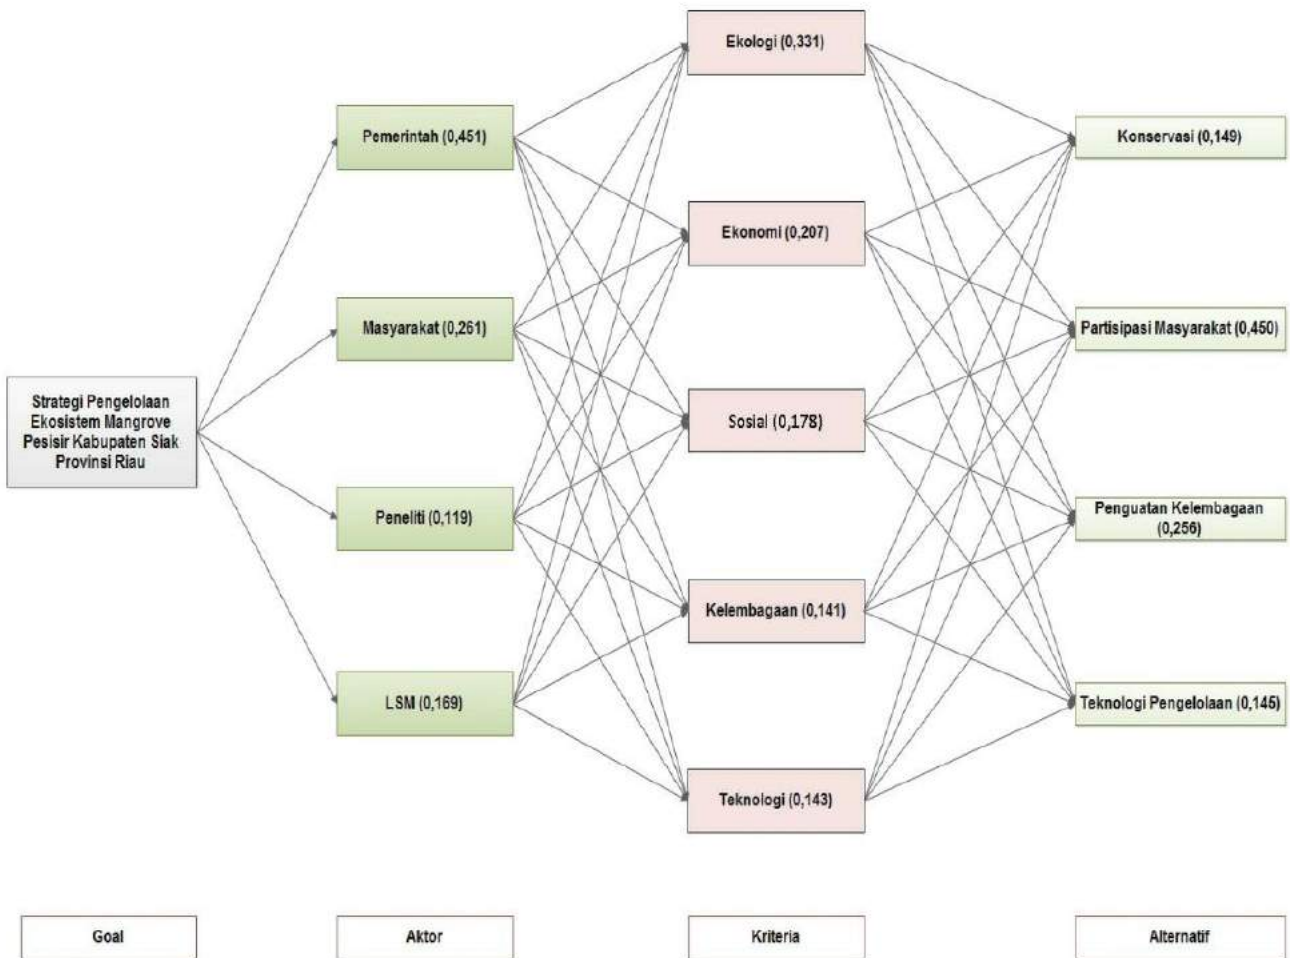 Strategi Pengelolaan
Ekosistem Mangrove
Pesisir Kabupaten Siak
Provinsi Riau
Pemerintah (0,451)
Masyarakat (0,261)
Peneliti (0,119)
LSM (0,169)
Ekologi (0,331)
Ekonomi (0,207)
Sosial (0,178)
Kelembagaan (0,141)
Teknologi (0,143)
Konservasi (0,149)
Partisipasi Masyarakat (0,450)
Penguatan Kelembagaan
(0,256)
Teknologi Pengelolaan (0,145)
Goal
Aktor
Kriteria
Alternatif